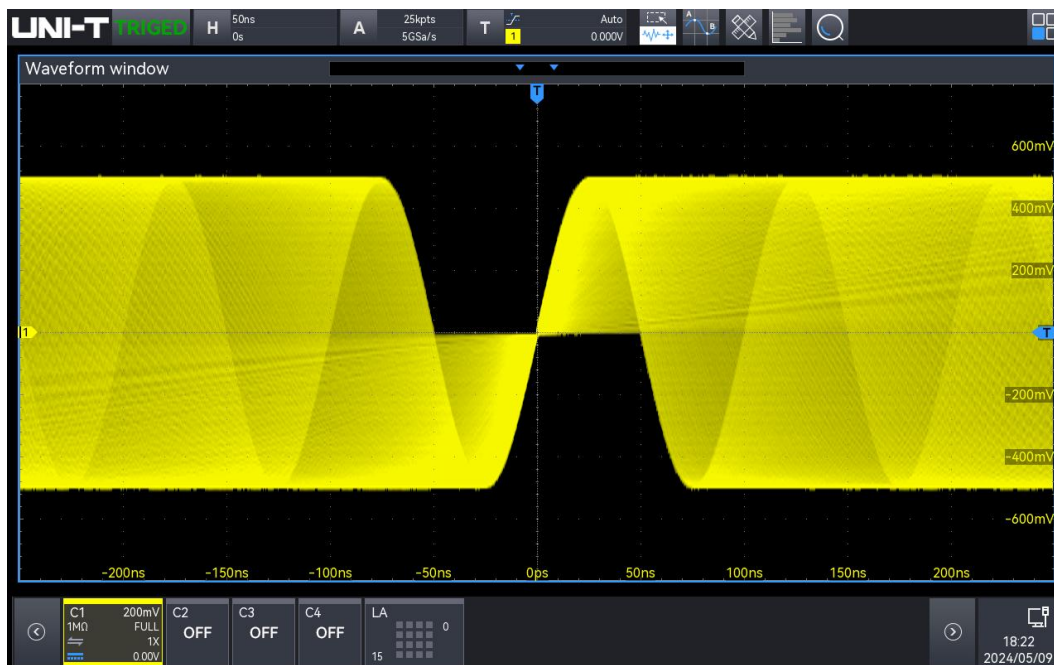 UNI-T TRIGED H 50ns 0s A 25kpts 5GSa/s T 1 Auto 0.000V A B
Waveform window
T
600mV
400mV
200mV
1 T
-200mV
-400mV
-600mV
-200ns -150ns -100ns -50ns 0ps 50ns 100ns 150ns 200ns
C1 200mV C2 C3 C4 LA
1MΩ FULL OFF OFF OFF 0
1X
0.00V 15
18:22
2024/05/09